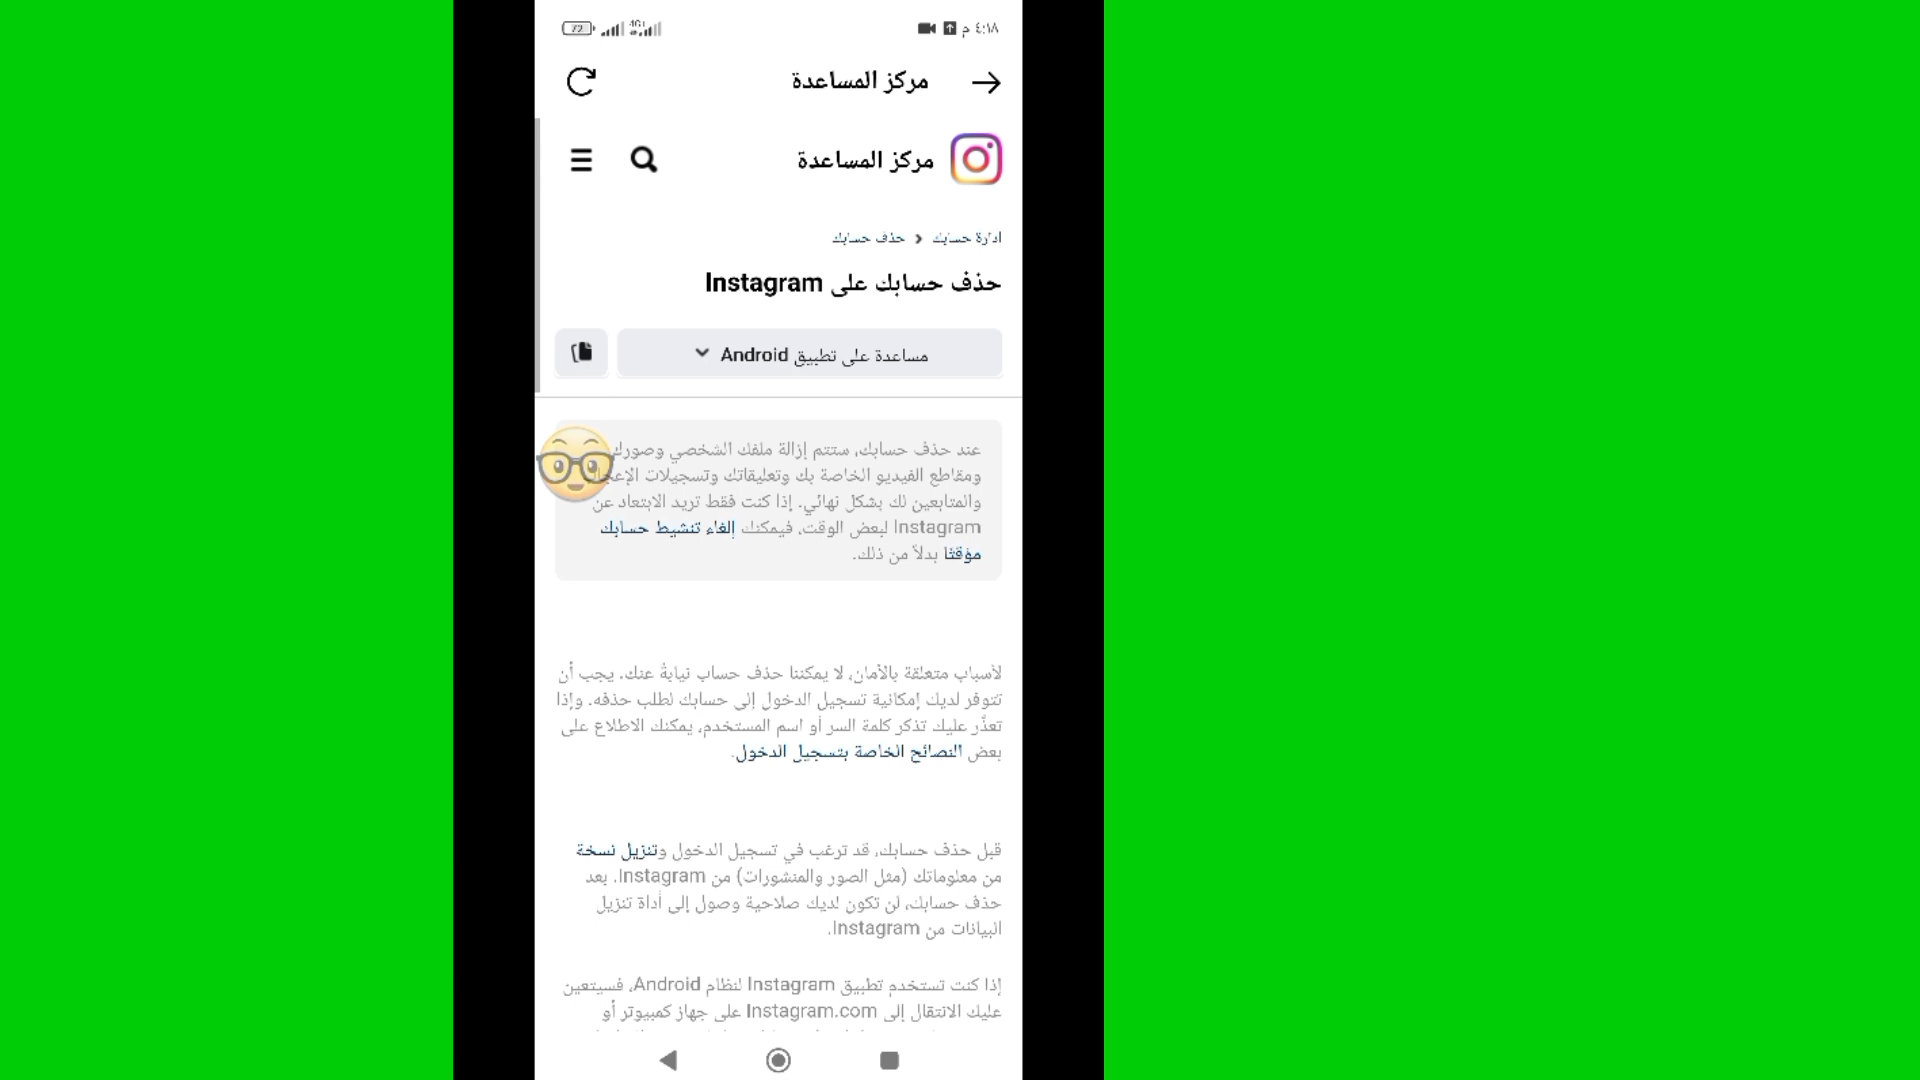 72
4G
٤:١٨ م
مركز المساعدة
مركز المساعدة
إدارة حسابك
حذف حسابك
حذف حسابك على Instagram
مساعدة على تطبيق Android
عند حذف حسابك، ستتم إزالة ملفك الشخصي وصورك
ومقاطع الفيديو الخاصة بك وتعليقاتك وتسجيلات
والمتابعين لك بشكل نهائي. إذا كنت فقط تريد الابتعاد عن
Instagram لبعض الوقت، فيمكنك إلغاء تنشيط حسابك
مؤقتًا بدلاً من ذلك.
لأسباب متعلقة بالأمان، لا يمكننا حذف حساب نيابةً عنك. يجب أن
تتوفر لديك إمكانية تسجيل الدخول إلى حسابك لطلب حذفه. وإذا
تعذّر عليك تذكر كلمة السر أو اسم المستخدم، يمكنك الاطلاع على
بعض النصائح الخاصة بتسجيل الدخول.
قبل حذف حسابك، قد ترغب في تسجيل الدخول وتنزيل نسخة
من معلوماتك (مثل الصور والمنشورات) من Instagram. بعد
حذف حسابك، لن تكون لديك صلاحية وصول إلى أداة تنزيل
البيانات من Instagram.
إذا كنت تستخدم تطبيق Instagram لنظام Android، فسيتعين
عليك الانتقال إلى Instagram.com على جهاز كمبيوتر أو